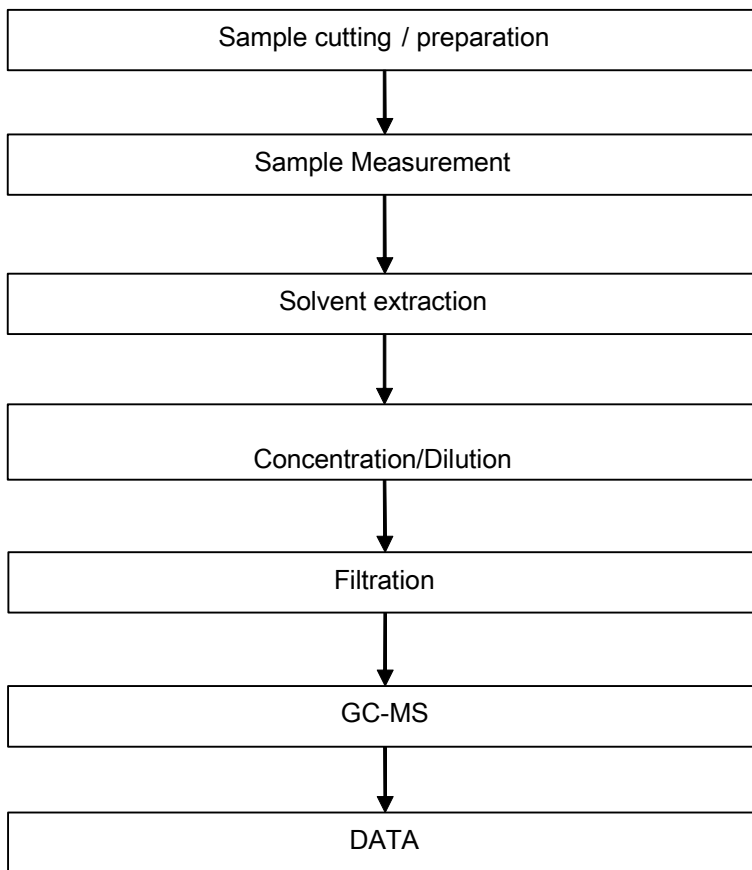 Sample cutting / preparation
Sample Measurement
Solvent extraction
Concentration/Dilution
Filtration
GC-MS
DATA